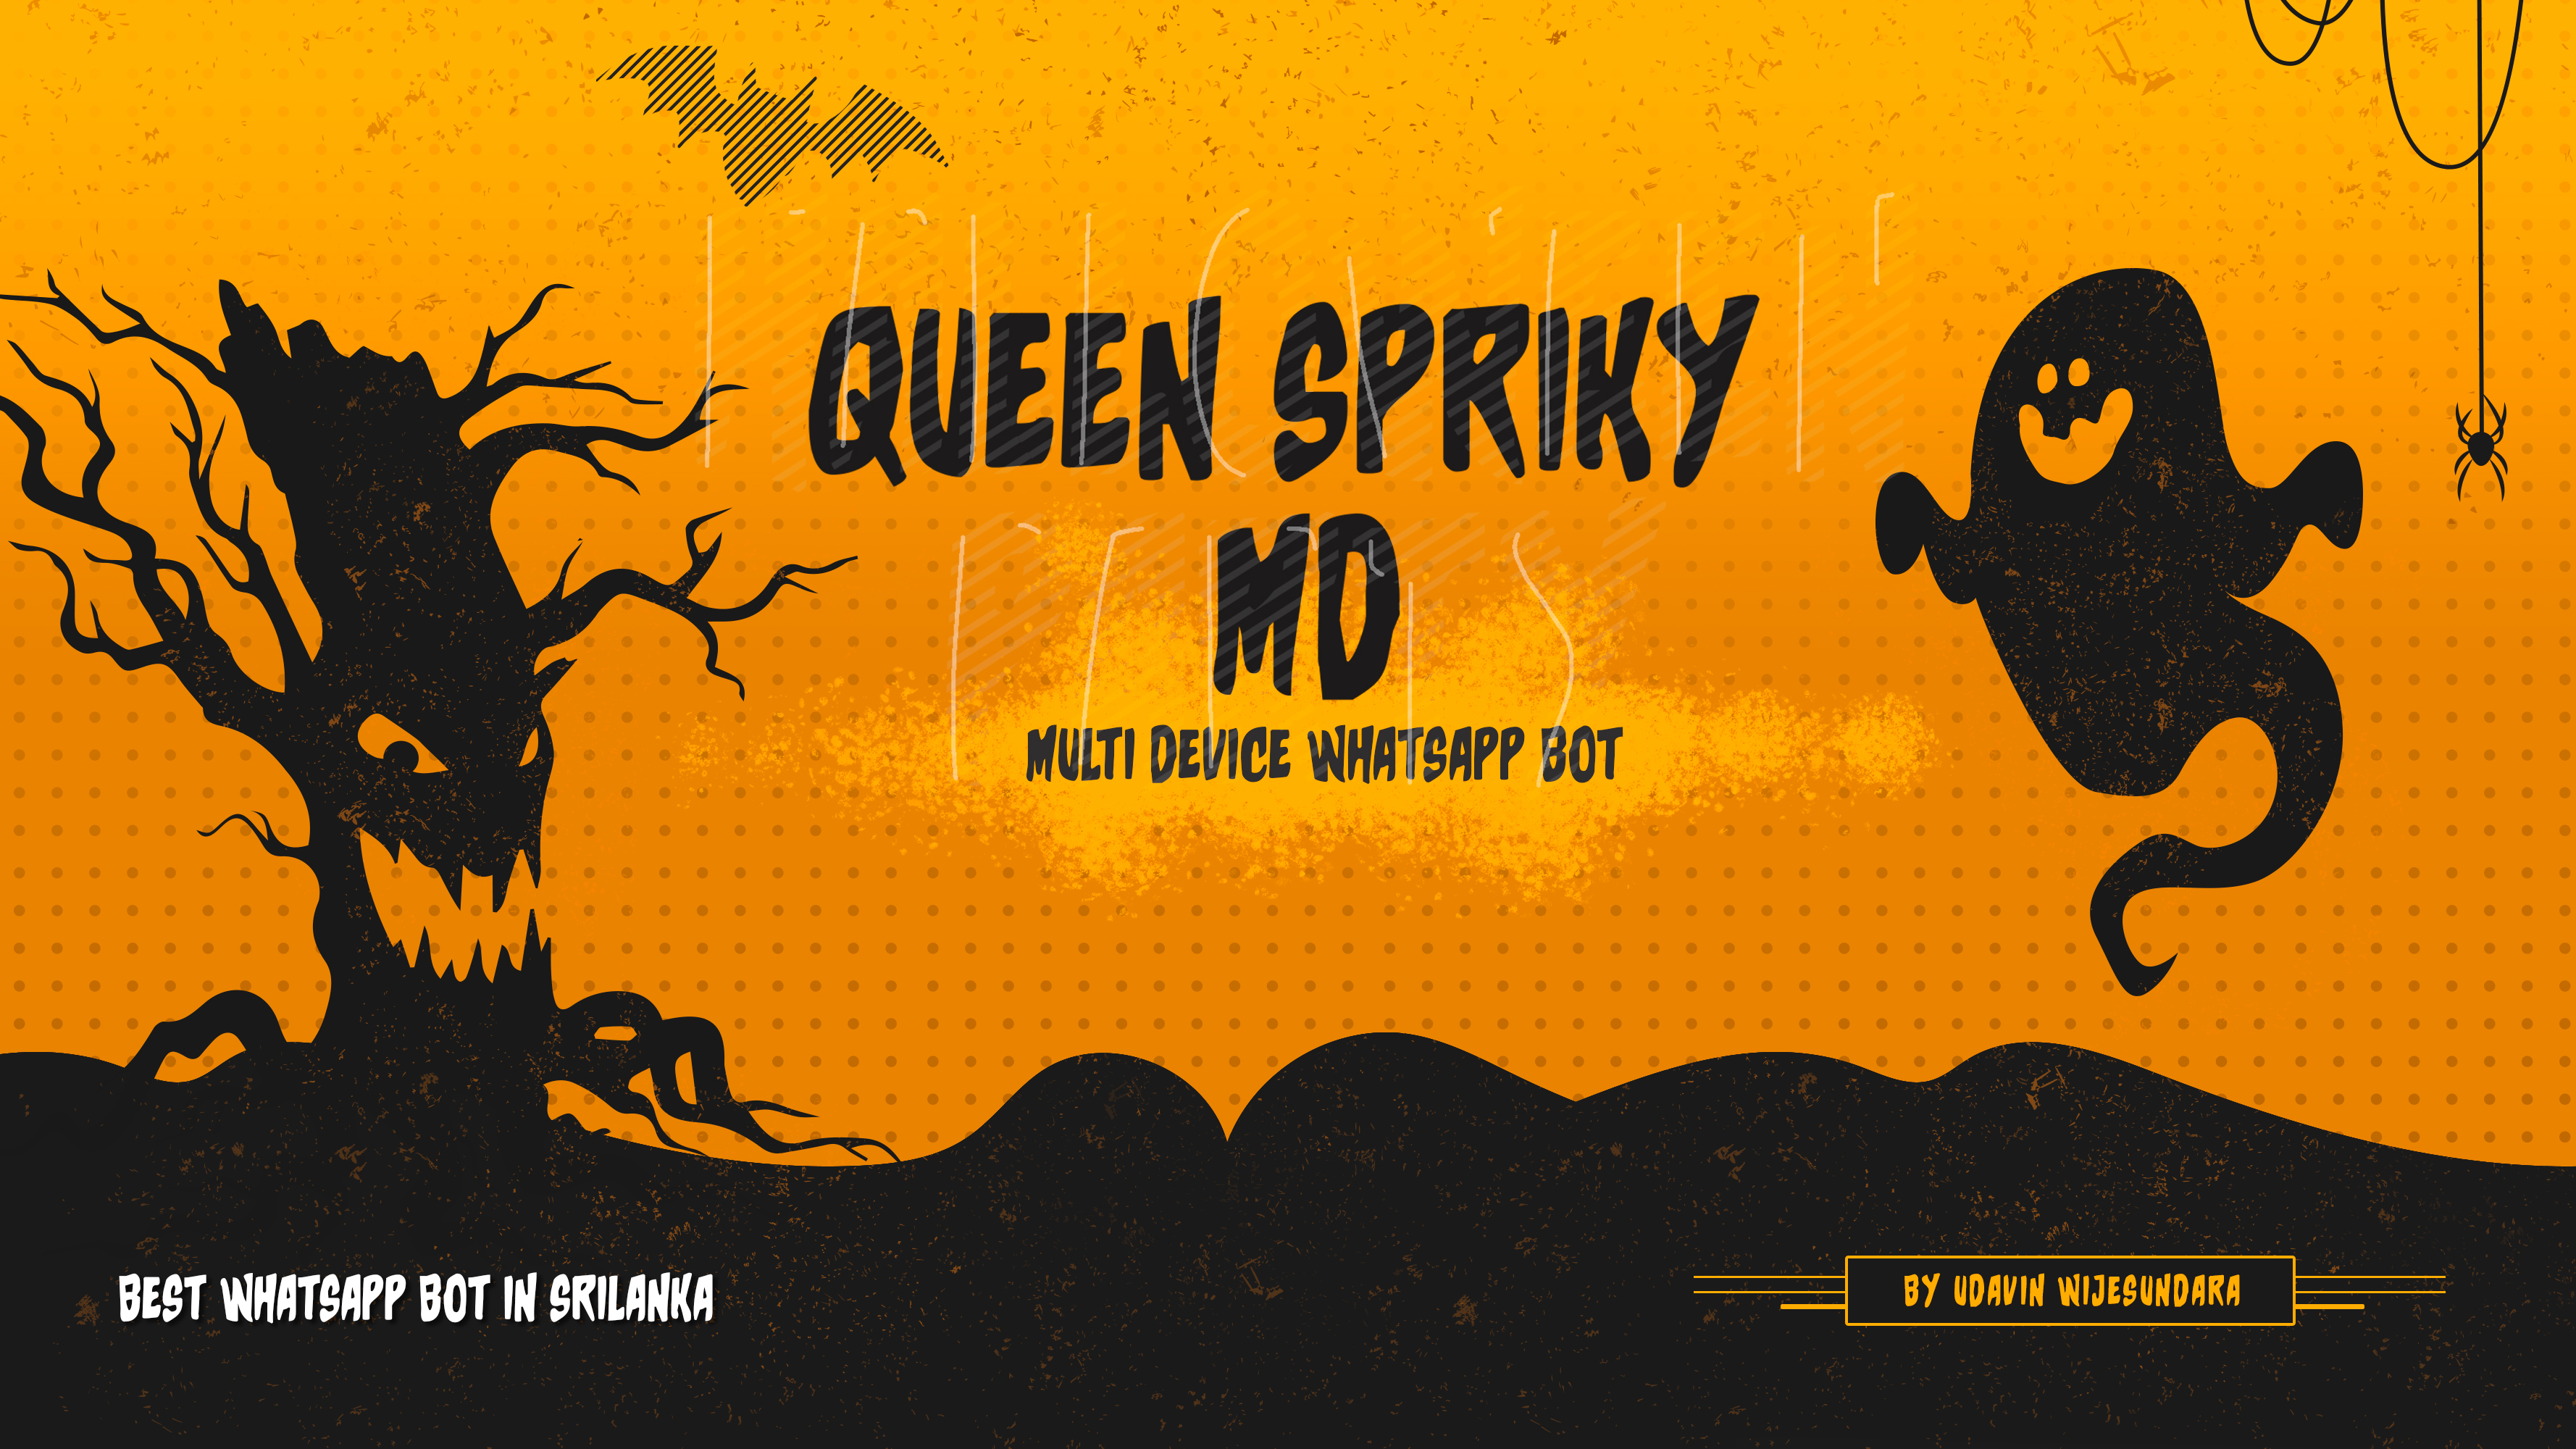 QUEEN SPRIKY
MD
MULTI DEVICE WHATSAPP BOT
BEST WHATSAPP BOT IN SRILANKA
BY UDAVIN WIJESUNDARA